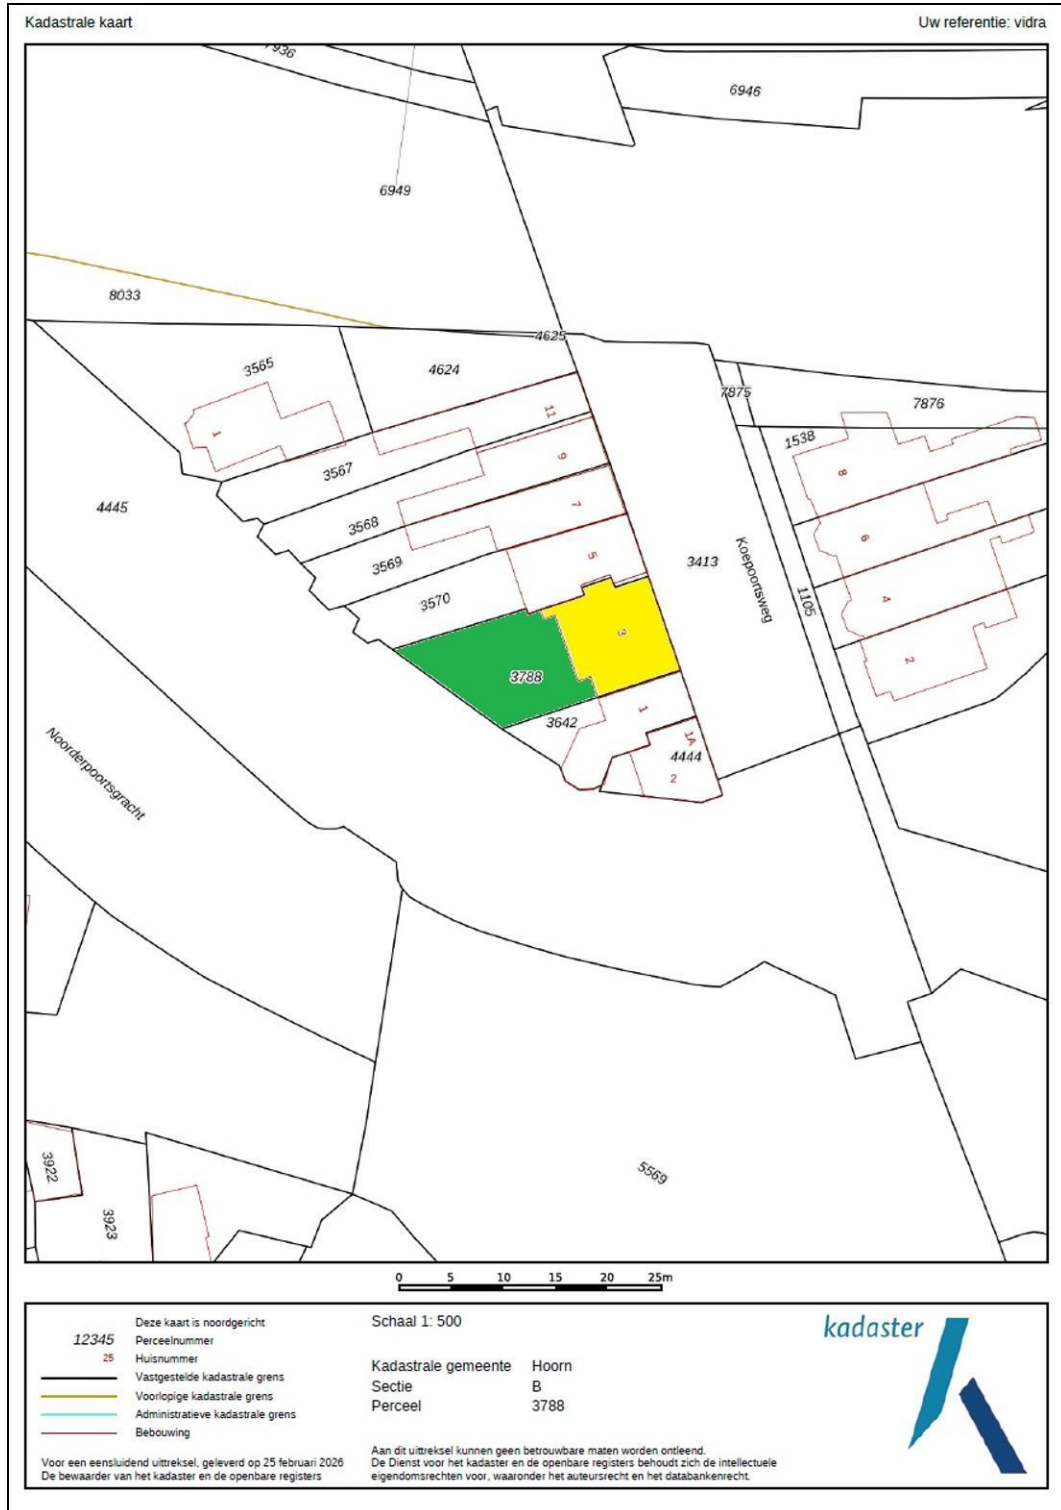 Kadastrale kaart
Uw referentie: vidra
7936
6946
6949
8033
4625
3565
4624
7875
7876
11
1538
1
9
3567
8
4445
7
3568
6
5
3413
Koepoortsweg
3569
1105
4
3570
3
2
3788
3642
1
1A
4444
2
Noorderpoortsgracht
5569
3922
3923
0 5 10 15 20 25m
Deze kaart is noordgericht
12345 Perceelnummer
25 Huisnummer
Vastgestelde kadastrale grens
Voorlopige kadastrale grens
Administratieve kadastrale grens
Bebouwing
Voor een eensluidend uittreksel, geleverd op 25 februari 2026
De bewaarder van het kadaster en de openbare registers
Schaal 1: 500
Kadastrale gemeente Hoorn
Sectie B
Perceel 3788
Aan dit uittreksel kunnen geen betrouwbare maten worden ontleend.
De Dienst voor het kadaster en de openbare registers behoudt zich de intellectuele
eigendomsrechten voor, waaronder het auteursrecht en het databankenrecht.
kadaster